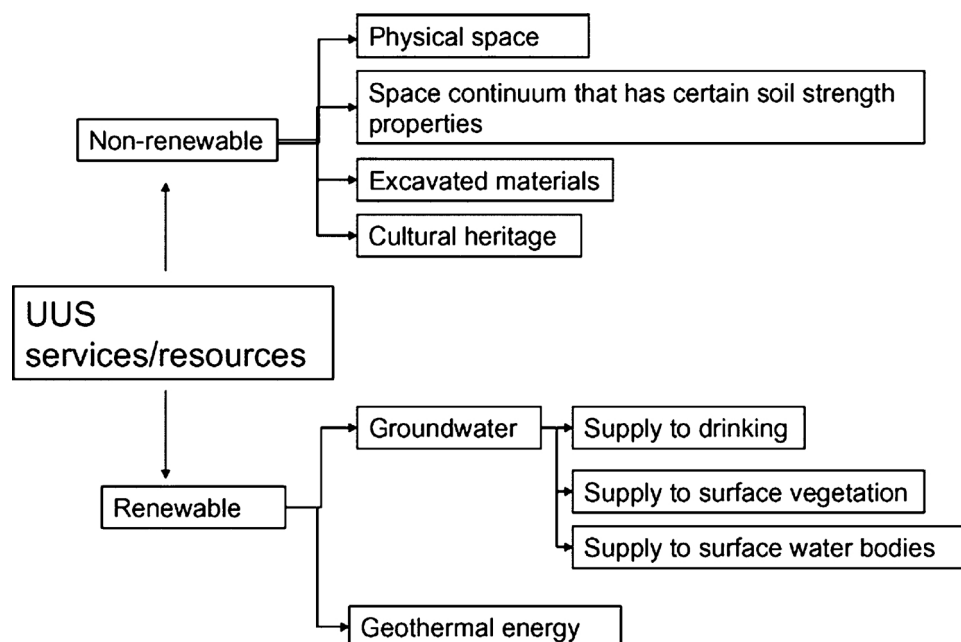 Physical space
Space continuum that has certain soil strength
properties
Non-renewable
Excavated materials
Cultural heritage
UUS
services/resources
Groundwater
Supply to drinking
Supply to surface vegetation
Renewable
Supply to surface water bodies
Geothermal energy